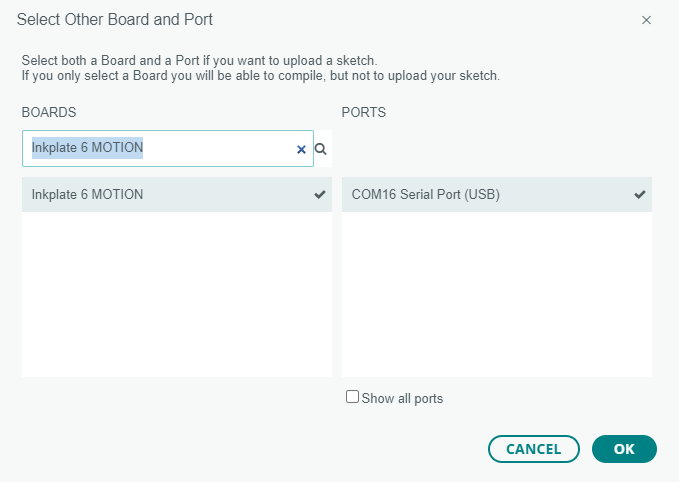 Select Other Board and Port
Select both a Board and a Port if you want to upload a sketch.
If you only select a Board you will be able to compile, but not to upload your sketch.
BOARDS
PORTS
Inkplate 6 MOTION
Inkplate 6 MOTION
COM16 Serial Port (USB)
Show all ports
CANCEL
OK